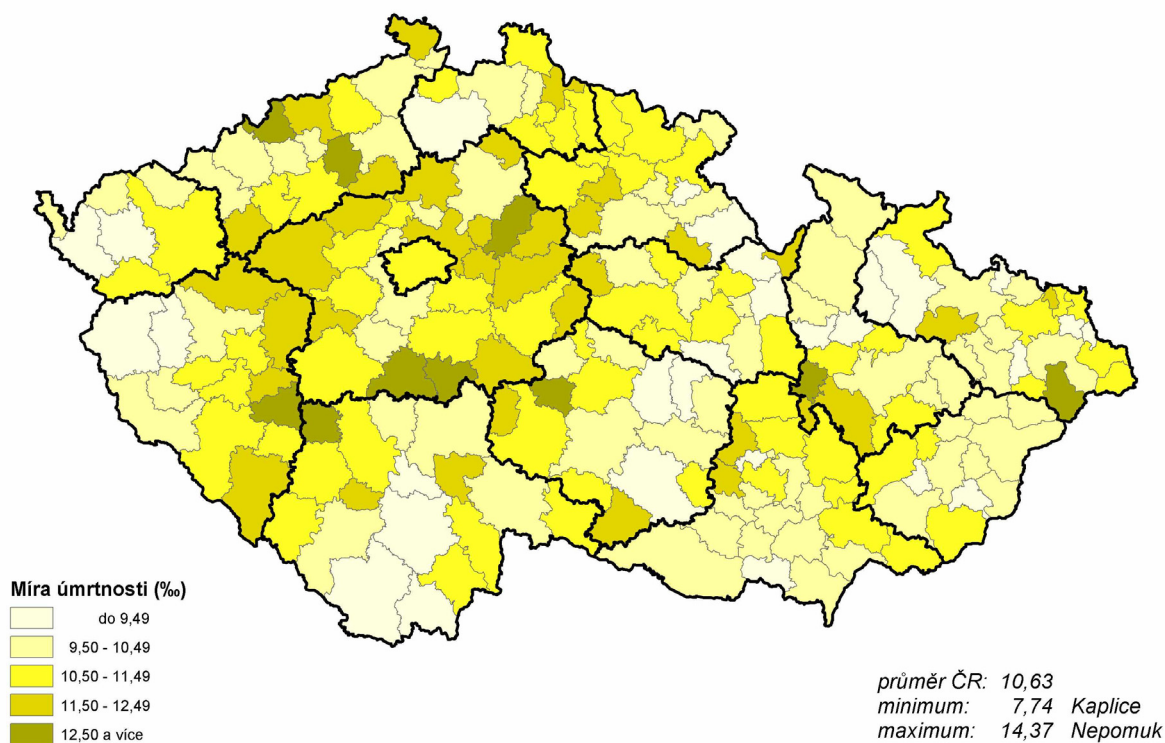 Míra úmrtnosti (‰)
do 9,49
9,50 - 10,49
10,50 - 11,49
11,50 - 12,49
12,50 a více
průměr ČR: 10,63
minimum: 7,74 Kaplice
maximum: 14,37 Nepomuk